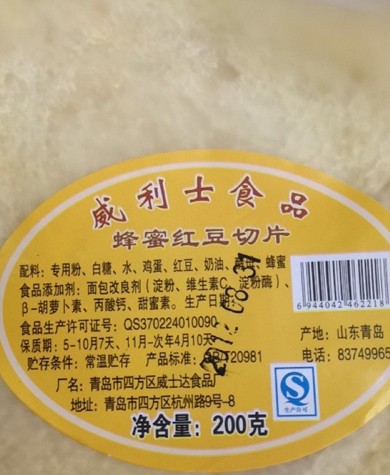 威利士食品
蜂蜜红豆切片
配料：专用粉、白糖、水、鸡蛋、红豆、奶油、 蜂蜜
食品添加剂：面包改良剂（淀粉、维生素C、淀粉酶）、
β-胡萝卜素、丙酸钙、甜蜜素。生产日期：
食品生产许可证号：QS370224010090
保质期：5-10月7天、11月-次年4月10天
贮存条件：常温贮存 产品标准： 20981
厂名：青岛市四方区威士达食品厂
地址：青岛市四方区杭州路9号-8
净含量：200克
6944042462218
产地：山东青岛
电话：83749965
QS
生产许可